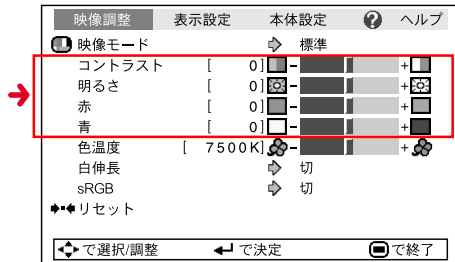 映像調整 表示設定 本体設定 ? ヘルプ
映像モード 標準
コントラスト [ 0] - +
明るさ [ 0] - +
赤 [ 0] - +
青 [ 0] - +
色温度 [ 7500K] - +
白伸長 切
sRGB 切
リセット
で選択/調整 で決定 で終了